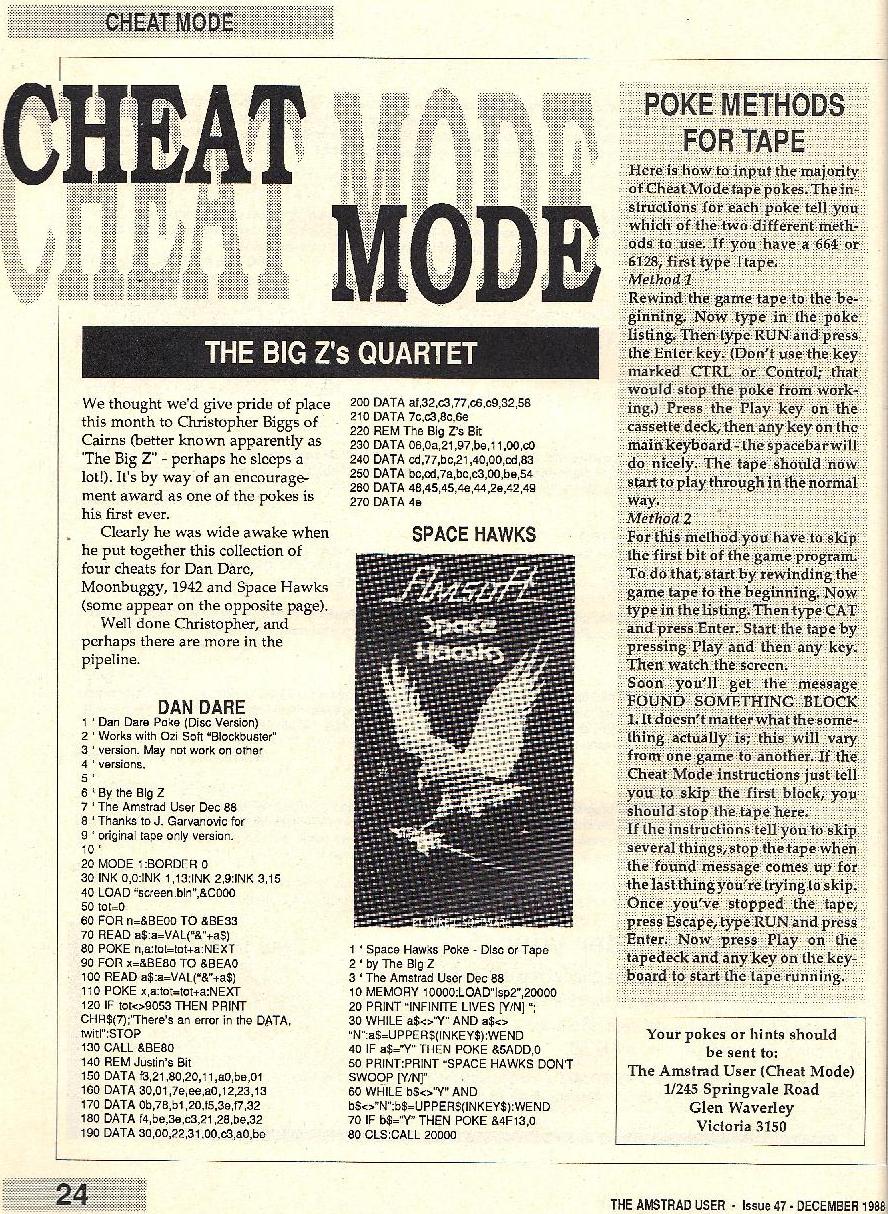 CHEAT MODE
CHEAT
MODE
THE BIG Z's QUARTET
We thought we'd give pride of place
this month to Christopher Biggs of
Cairns (better known apparently as
'The Big Z" - perhaps he sleeps a
lot!). It's by way of an encourage-
ment award as one of the pokes is
his first ever.
Clearly he was wide awake when
he put together this collection of
four cheats for Dan Dare,
Moonbuggy, 1942 and Space Hawks
(some appear on the opposite page).
Well done Christopher, and
perhaps there are more in the
pipeline.
DAN DARE
1 ' Dan Dare Poke (Disc Version)
2 ' Works with Ozi Soft "Blockbuster"
3 ' version. May not work on other
4 ' versions.
5 '
6 ' By the Big Z
7 ' The Amstrad User Dec 88
8 ' Thanks to J. Garvanovic for
9 ' original tape only version.
10 '
20 MODE 1:BORDER 0
30 INK 0,0:INK 1,13:INK 2,9:INK 3,15
40 LOAD "screen.bin",&C000
50 tot=0
60 FOR n=&BE00 TO &BE33
70 READ a$:a=VAL("&"+a$)
80 POKE n,a:tot=tot+a:NEXT
90 FOR x=&BE80 TO &BEA0
100 READ a$:a=VAL("&"+a$)
110 POKE x,a:tot=tot+a:NEXT
120 IF tot<>9053 THEN PRINT
CHR$(7);"There's an error in the DATA,
twit!":STOP
130 CALL &BE80
140 REM Justin's Bit
150 DATA f3,21,80,20,11,a0,be,01
160 DATA 30,01,7e,ee,a0,12,23,13
170 DATA 0b,78,b1,20,f5,3e,f7,32
180 DATA f4,be,3e,c3,21,28,be,32
190 DATA 30,00,22,31,00,c3,a0,be
200 DATA af,32,c3,77,c6,c9,32,58
210 DATA 7c,c3,8c,6e
220 REM The Big Z's Bit
230 DATA 06,0a,21,97,be,11,00,c0
240 DATA cd,77,bc,21,40,00,cd,83
250 DATA bc,cd,7a,bc,c3,00,be,54
260 DATA 48,45,45,4e,44,2e,42,49
270 DATA 4e
SPACE HAWKS
AMSOFT
Space
Hawks
1 ' Space Hawks Poke - Disc or Tape
2 ' by The Big Z
3 ' The Amstrad User Dec 88
10 MEMORY 10000:LOAD"lsp2",20000
20 PRINT "INFINITE LIVES [Y/N] ";
30 WHILE a$<>"Y" AND a$<>
"N":a$=UPPER$(INKEY$):WEND
40 IF a$="Y" THEN POKE &5ADD,0
50 PRINT:PRINT "SPACE HAWKS DON'T
SWOOP [Y/N]"
60 WHILE b$<>"Y" AND
b$<>"N":b$=UPPER$(INKEY$):WEND
70 IF b$="Y" THEN POKE &4F13,0
80 CLS:CALL 20000
POKE METHODS
FOR TAPE
Here is how to input the majority
of Cheat Mode tape pokes. The in-
structions for each poke tell you
which of the two different meth-
ods to use. If you have a 664 or
6128, first type |tape.
Method 1
Rewind the game tape to the be-
ginning. Now type in the poke
listing. Then type RUN and press
the Enter key. (Don't use the key
marked CTRL or Control; that
would stop the poke from work-
ing.) Press the Play key on the
cassette deck, then any key on the
main keyboard - the spacebar will
do nicely. The tape should now
start to play through in the normal
way.
Method 2
For this method you have to skip
the first bit of the game program.
To do that, start by rewinding the
game tape to the beginning. Now
type in the listing. Then type CAT
and press Enter. Start the tape by
pressing Play and then any key.
Then watch the screen.
Soon you'll get the message
FOUND SOMETHING BLOCK
1. It doesn't matter what the some-
thing actually is; this will vary
from one game to another. If the
Cheat Mode instructions just tell
you to skip the first block, you
should stop the tape here.
If the instructions tell you to skip
several things, stop the tape when
the found message comes up for
the last thing you're trying to skip.
Once you've stopped the tape,
press Escape, type RUN and press
Enter. Now press Play on the
tapedeck and any key on the key-
board to start the tape running.
Your pokes or hints should
be sent to:
The Amstrad User (Cheat Mode)
1/245 Springvale Road
Glen Waverley
Victoria 3150
24
THE AMSTRAD USER - Issue 47 - DECEMBER 1988